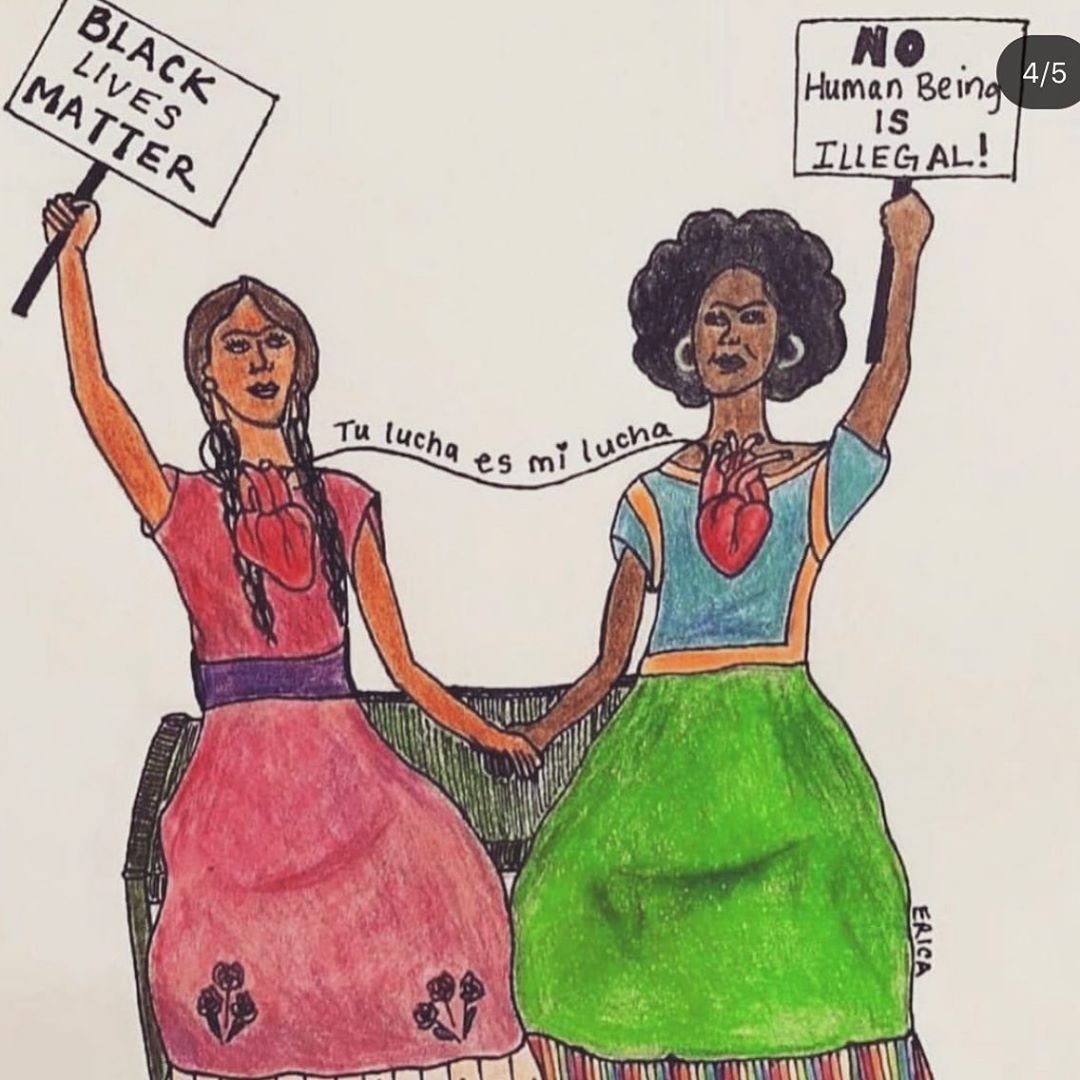 BLACK
LIVES
MATTER
NO
Human Being
IS
ILLEGAL!
4/5
Tu lucha es mi lucha
ERICA